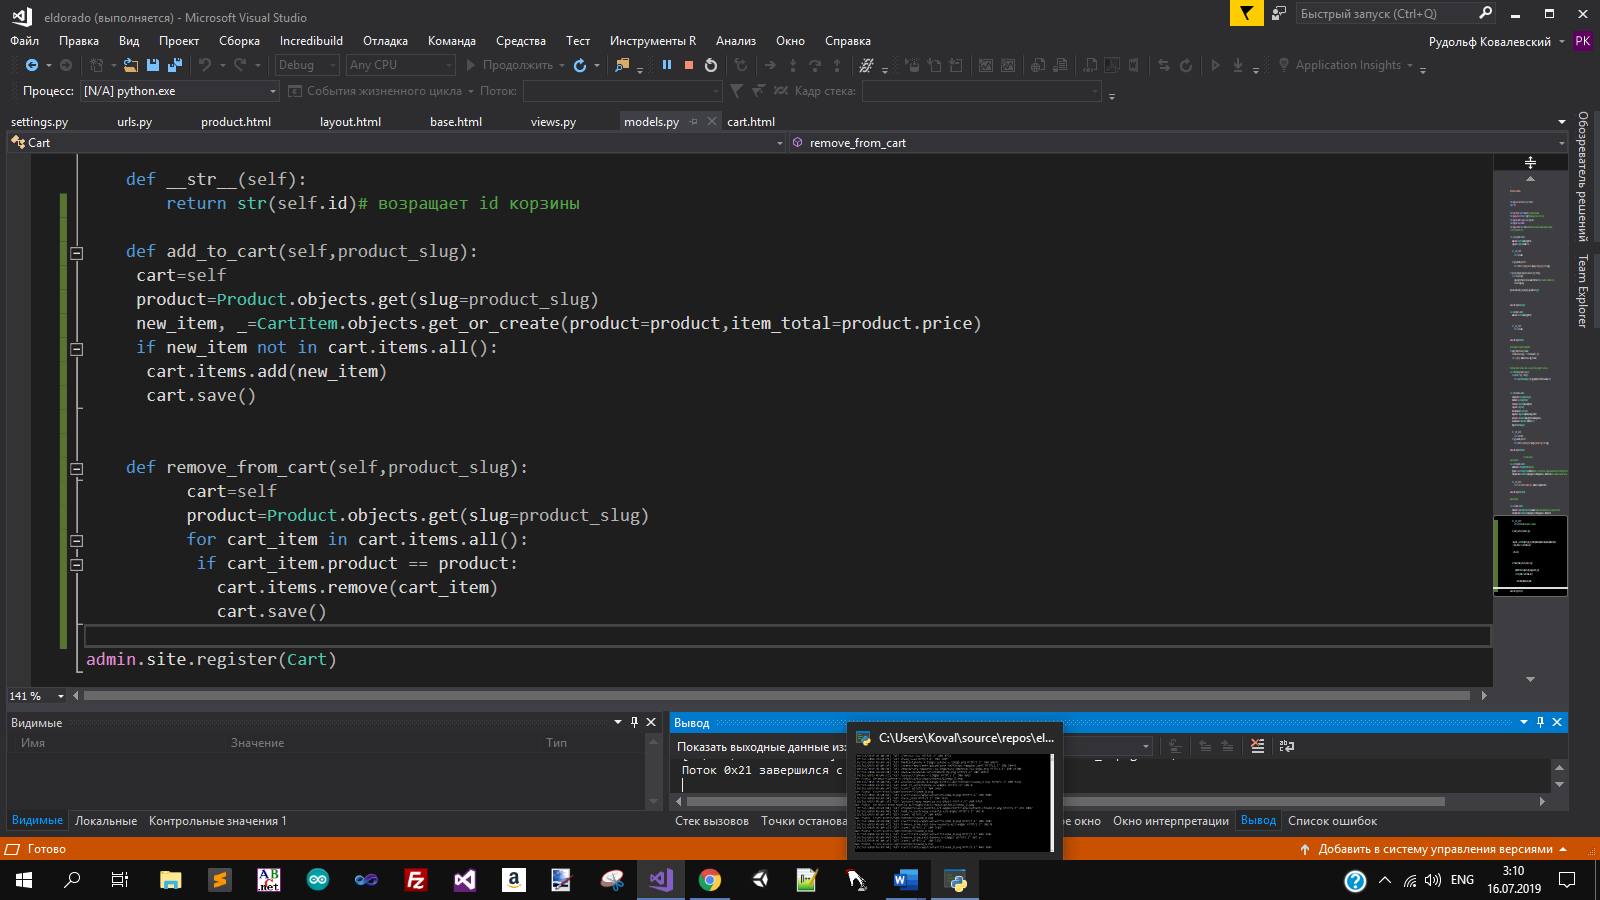 eldorado (выполняется) - Microsoft Visual Studio
Быстрый запуск (Ctrl+Q)
Файл Правка Вид Проект Сборка Incredibuild Отладка Команда Средства Тест Инструменты R Анализ Окно Справка
Рудольф Ковалевский РК
Debug Any CPU Продолжить Application Insights
Процесс: [N/A] python.exe События жизненного цикла Поток: Кадр стека:
settings.py urls.py product.html layout.html base.html views.py models.py cart.html
Cart remove_from_cart
def __str__(self):
return str(self.id)# возращает id корзины
def add_to_cart(self,product_slug):
cart=self
product=Product.objects.get(slug=product_slug)
new_item, _=CartItem.objects.get_or_create(product=product,item_total=product.price)
if new_item not in cart.items.all():
cart.items.add(new_item)
cart.save()
def remove_from_cart(self,product_slug):
cart=self
product=Product.objects.get(slug=product_slug)
for cart_item in cart.items.all():
if cart_item.product == product:
cart.items.remove(cart_item)
cart.save()
admin.site.register(Cart)
Обозреватель решений
Team Explorer
141 %
Видимые
Имя Значение Тип
Вывод
Показать выходные данные из:
Поток 0x21 завершился с
C:\Users\Koval\source\repos\el...
Видимые Локальные Контрольные значения 1
Стек вызовов Точки останова е окно Окно интерпретации Вывод Список ошибок
Готово
Добавить в систему управления версиями
ENG
3:10
16.07.2019